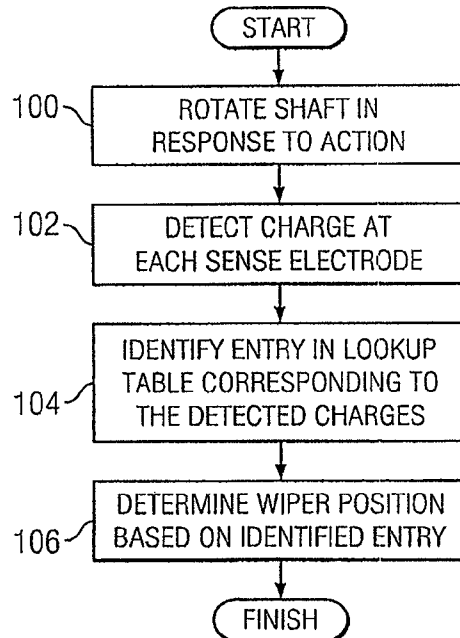 START
100
ROTATE SHAFT IN
RESPONSE TO ACTION
102
DETECT CHARGE AT
EACH SENSE ELECTRODE
104
IDENTIFY ENTRY IN LOOKUP
TABLE CORRESPONDING TO
THE DETECTED CHARGES
106
DETERMINE WIPER POSITION
BASED ON IDENTIFIED ENTRY
FINISH